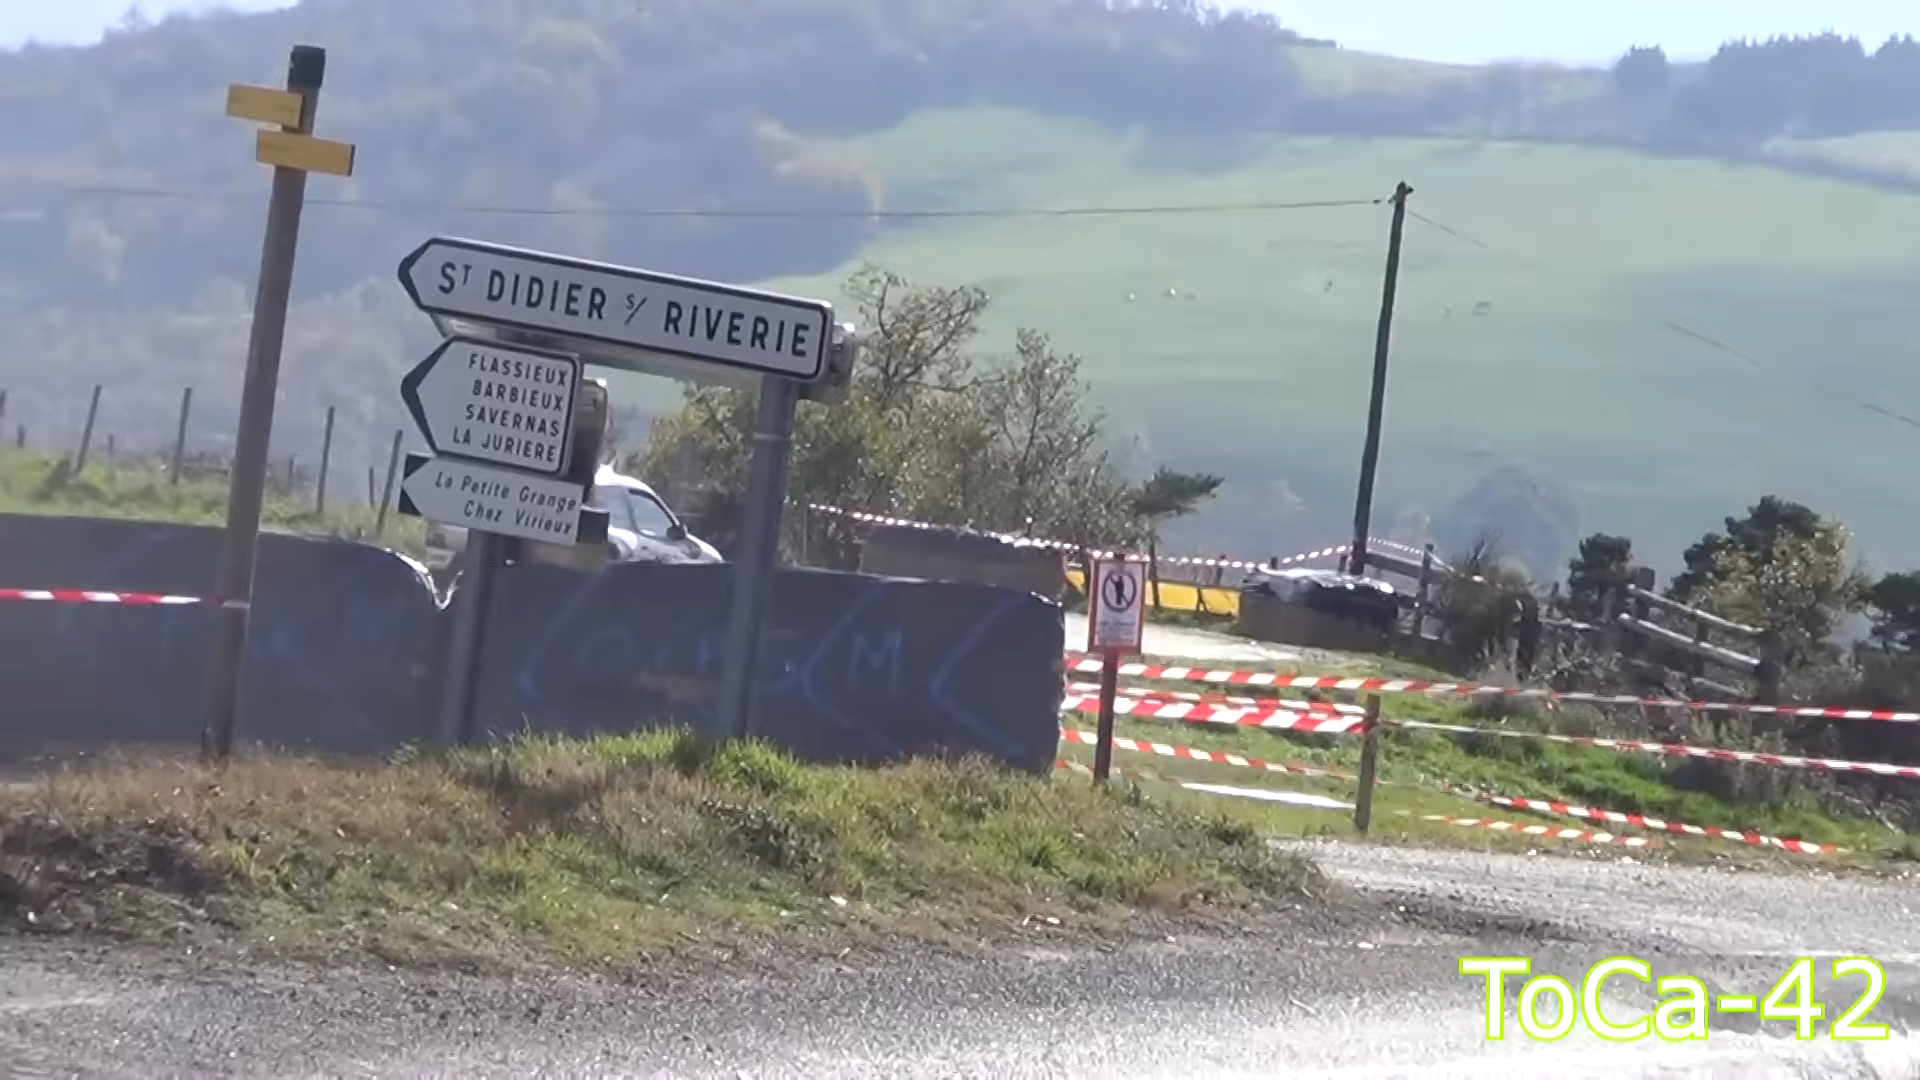 Sᵀ DIDIER s/ RIVERIE
FLASSIEUX
BARBIEUX
SAVERNAS
LA JURIERE
La Petite Grange
Chez Virieux
M
ToCa-42